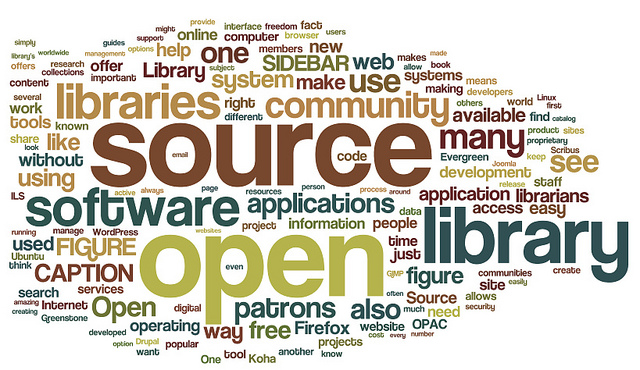 provide
might
interface freedom fact
simply
guides
support
online
computer
browser
users
library's
worldwide
management
options
help
one
members
new
made
offers
research
offer
subject
SIDEBAR
web
makes
book
collections
important
Library
system
make
use
allow
systems
content
means
making
developers
several
libraries
right
community
others
world
Linux
first
work
different
available
find
catalog
tools
known
source
many
product
sites
share
like
email
code
proprietary
look
Scribus
without
Evergreen
Joomla
keep
see
using
development
release
staff
ILS
active
always
page
resources
person
process
around
application
librarians
software
applications
data
access
easy
running
manage
WordPress
project
information
people
library
used
FIGURE
open
websites
time
Ubuntu
just
think
CAPTION
even
GIMP
figure
communities
create
search
services
often
site
easily
amazing
Internet
Open
digital
patrons
also
Source
allows
creating
much
need
security
Greenstone
operating
way
free
Firefox
website
OPAC
developed
cost
every
number
option
Drupal
popular
projects
want
another
know
One
tool
Koha